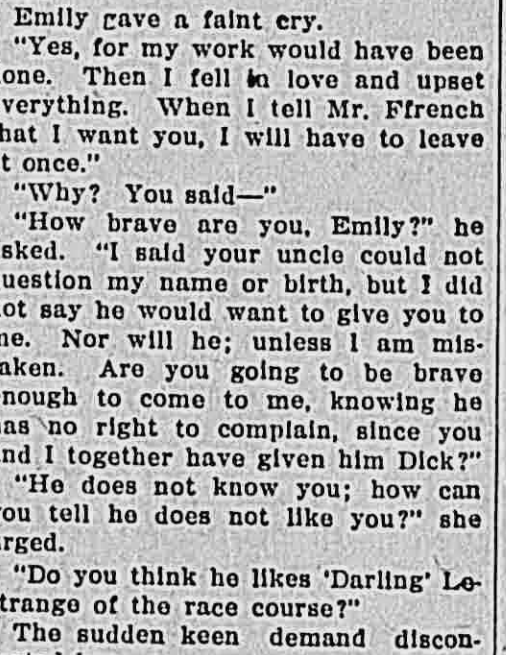 Emily gave a faint cry.
"Yes, for my work would have been
one. Then I fell in love and upset
verything. When I tell Mr. Ffrench
hat I want you, I will have to leave
t once."
"Why? You said—"
"How brave are you, Emily?" he
sked. "I said your uncle could not
uestion my name or birth, but I did
ot say he would want to give you to
ne. Nor will he; unless I am mis-
aken. Are you going to be brave
nough to come to me, knowing he
as no right to complain, since you
nd I together have given him Dick?"
"He does not know you; how can
ou tell he does not like you?" she
rged.
"Do you think he likes 'Darling' Le-
trange of the race course?"
The sudden keen demand discon-